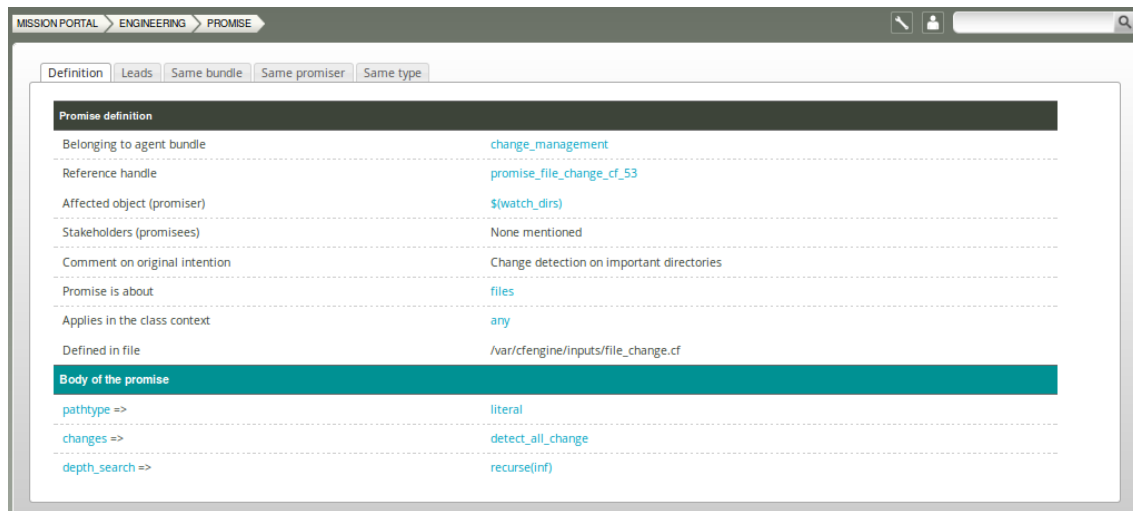 MISSION PORTAL ENGINEERING PROMISE
Definition Leads Same bundle Same promiser Same type
Promise definition
Belonging to agent bundle change_management
Reference handle promise_file_change_cf_53
Affected object (promiser) $(watch_dirs)
Stakeholders (promisees) None mentioned
Comment on original intention Change detection on important directories
Promise is about files
Applies in the class context any
Defined in file /var/cfengine/inputs/file_change.cf
Body of the promise
pathtype => literal
changes => detect_all_change
depth_search => recurse(inf)